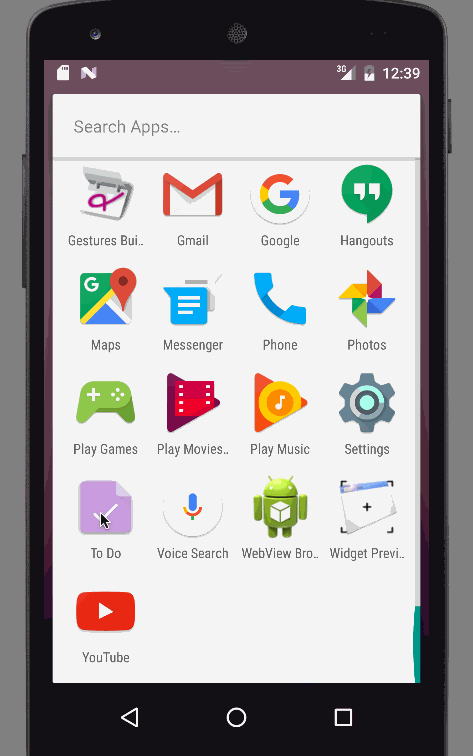 3G 12:39
Search Apps...
Gestures Bui..
Gmail
Google
Hangouts
Maps
Messenger
Phone
Photos
Play Games
Play Movies..
Play Music
Settings
To Do
Voice Search
WebView Bro..
Widget Previ..
YouTube